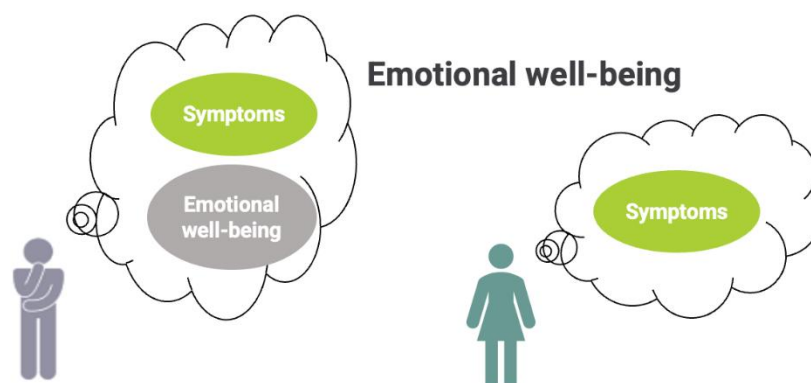 Emotional well-being
Symptoms
Emotional
well-being
Symptoms